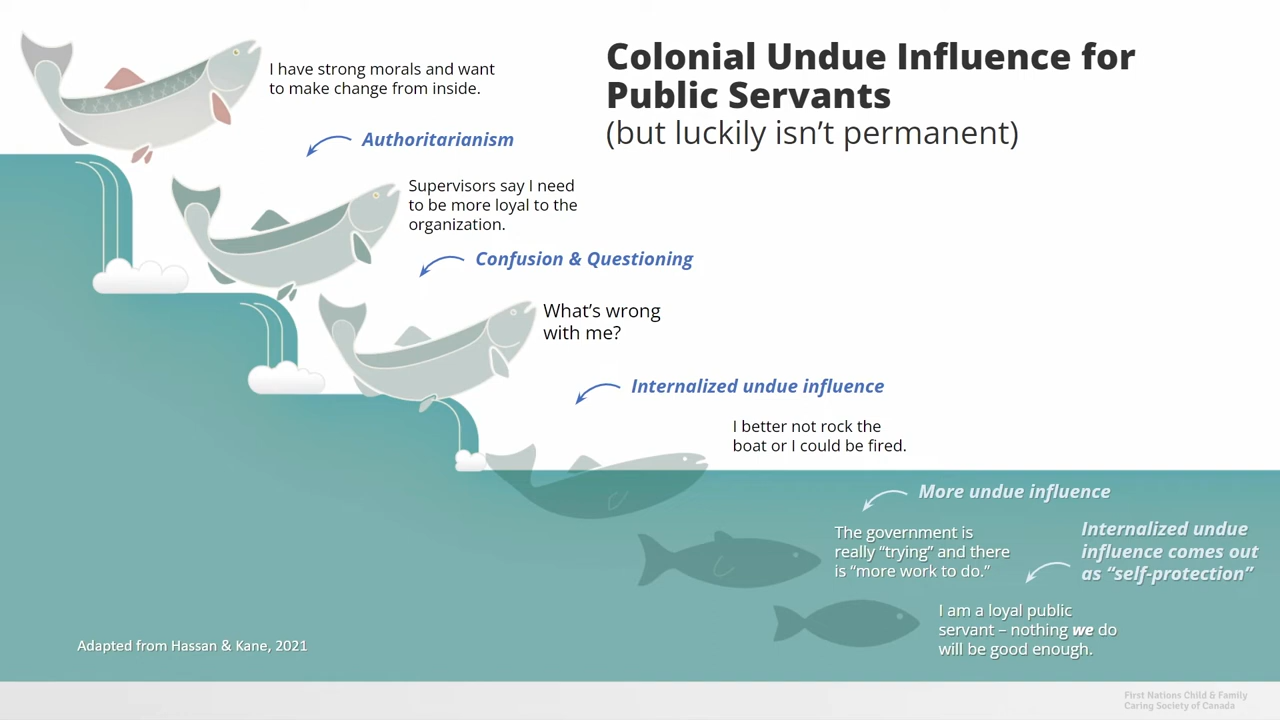 Colonial Undue Influence for
Public Servants
(but luckily isn’t permanent)
I have strong morals and want
to make change from inside.
Authoritarianism
Supervisors say I need
to be more loyal to the
organization.
Confusion & Questioning
What’s wrong
with me?
Internalized undue influence
I better not rock the
boat or I could be fired.
More undue influence
The government is
really “trying” and there
is “more work to do.”
Internalized undue
influence comes out
as “self-protection”
I am a loyal public
servant – nothing we do
will be good enough.
Adapted from Hassan & Kane, 2021
First Nations Child & Family
Caring Society of Canada